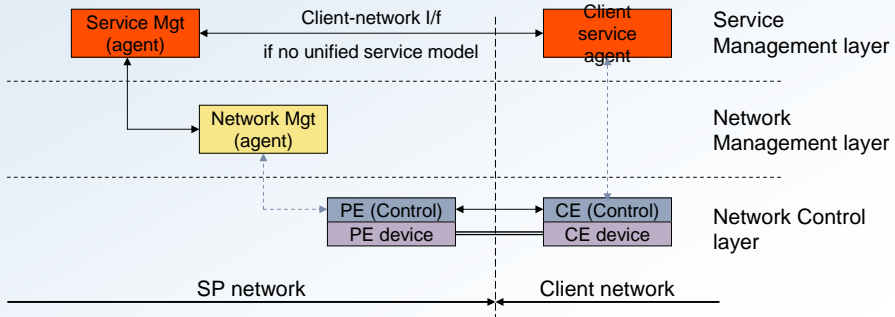 Service Mgt
(agent)
Client-network I/f
if no unified service model
Client
service
agent
Service
Management layer
Network Mgt
(agent)
Network
Management layer
PE (Control)
PE device
CE (Control)
CE device
Network Control
layer
SP network
Client network